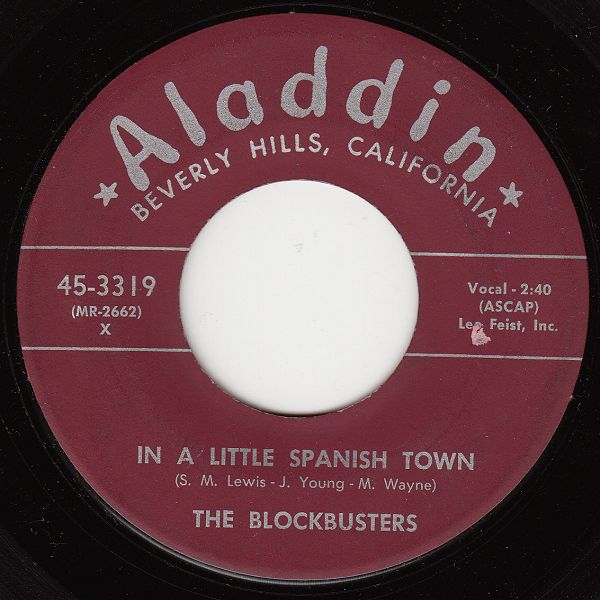 ★Aladdin★
BEVERLY HILLS, CALIFORNIA
45-3319
(MR-2662)
X
Vocal - 2:40
(ASCAP)
Leo Feist, Inc.
IN A LITTLE SPANISH TOWN
(S. M. Lewis - J. Young - M. Wayne)
THE BLOCKBUSTERS